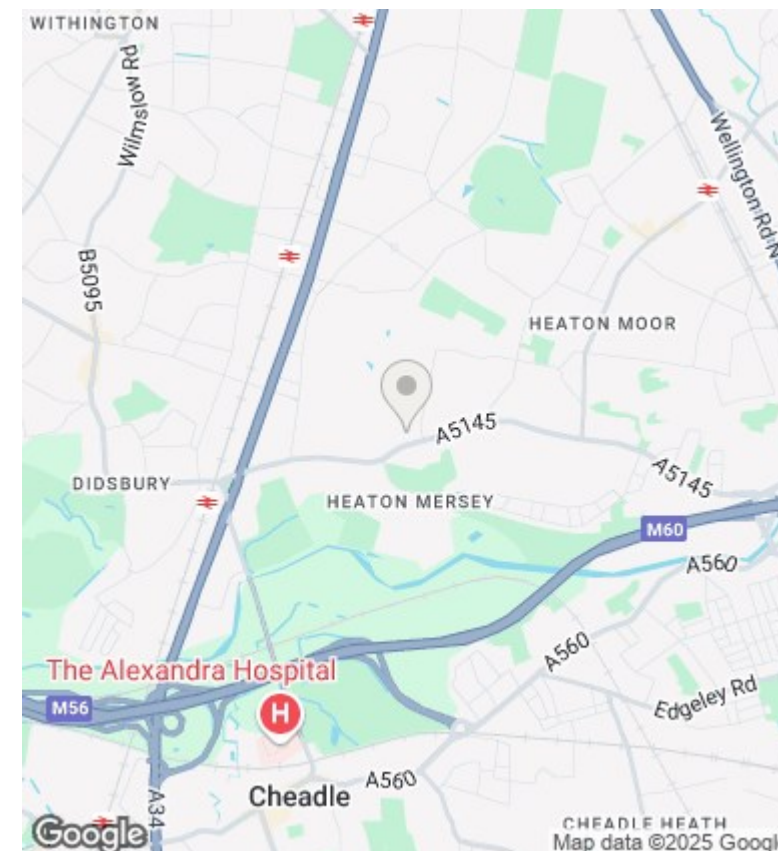 WITHINGTON
Wilmslow Rd
Wellington Rd N
B5095
HEATON MOOR
A5145
DIDSBURY
A5145
HEATON MERSEY
M60
A560
The Alexandra Hospital
H
A560
M56
Edgeley Rd
A34
Cheadle
A560
CHEADLE HEATH
Google
Map data ©2025 Googl